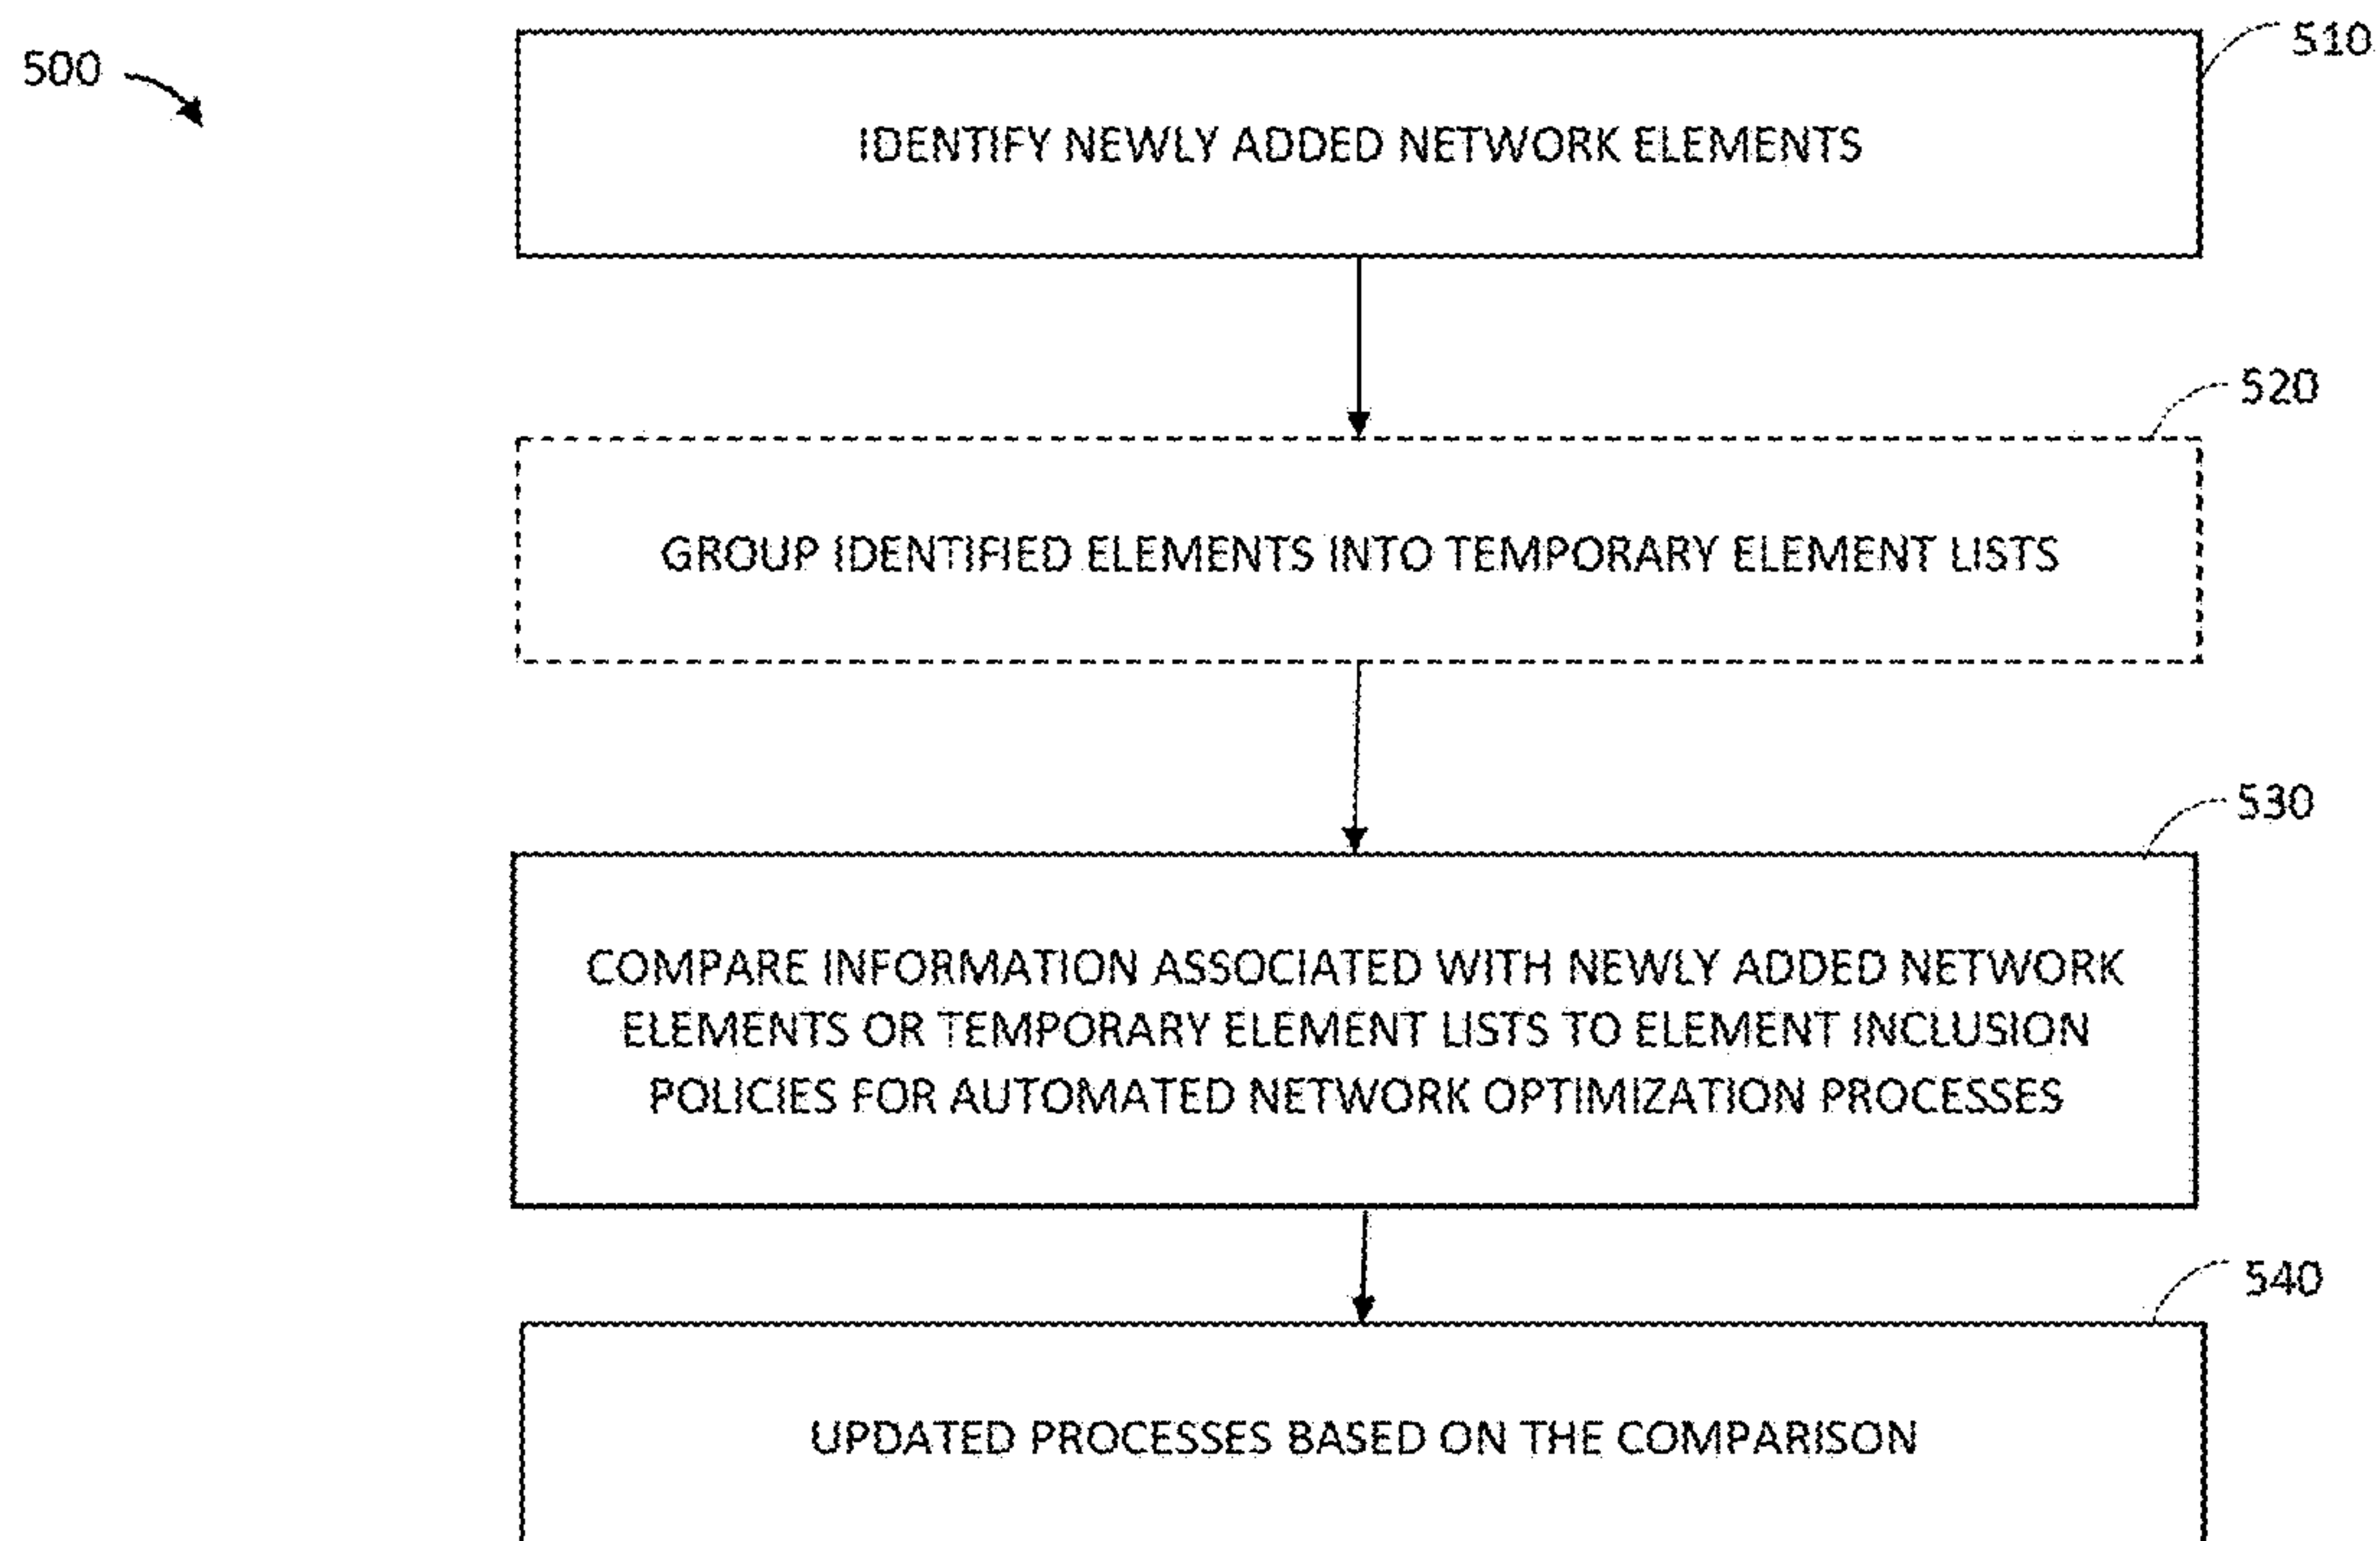 500
510
IDENTIFY NEWLY ADDED NETWORK ELEMENTS
520
GROUP IDENTIFIED ELEMENTS INTO TEMPORARY ELEMENT LISTS
530
COMPARE INFORMATION ASSOCIATED WITH NEWLY ADDED NETWORK
ELEMENTS OR TEMPORARY ELEMENT LISTS TO ELEMENT INCLUSION
POLICIES FOR AUTOMATED NETWORK OPTIMIZATION PROCESSES
540
UPDATED PROCESSES BASED ON THE COMPARISON